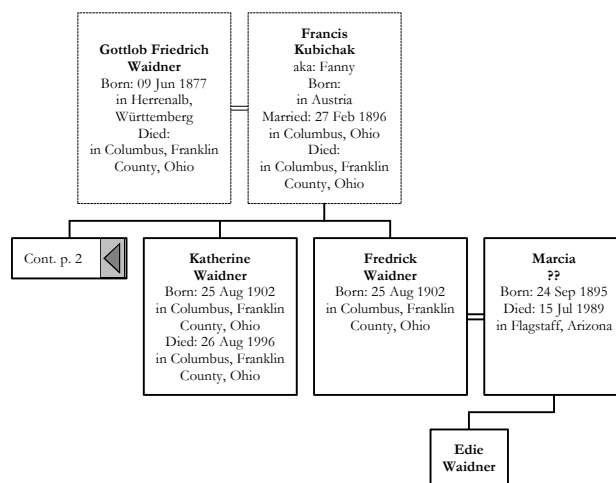 Gottlob Friedrich
Waidner
Born: 09 Jun 1877
in Herrenalb,
Württemberg
Died:
in Columbus, Franklin
County, Ohio
Francis
Kubichak
aka: Fanny
Born:
in Austria
Married: 27 Feb 1896
in Columbus, Ohio
Died:
in Columbus, Franklin
County, Ohio
Cont. p. 2
Katherine
Waidner
Born: 25 Aug 1902
in Columbus, Franklin
County, Ohio
Died: 26 Aug 1996
in Columbus, Franklin
County, Ohio
Fredrick
Waidner
Born: 25 Aug 1902
in Columbus, Franklin
County, Ohio
Marcia
??
Born: 24 Sep 1895
Died: 15 Jul 1989
in Flagstaff, Arizona
Edie
Waidner